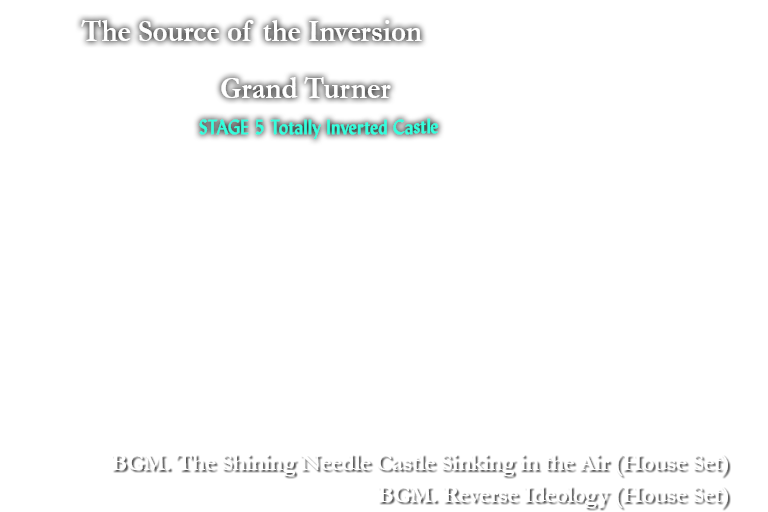 The Source of the Inversion
Grand Turner
STAGE 5 Totally Inverted Castle
BGM. The Shining Needle Castle Sinking in the Air (House Set)
BGM. Reverse Ideology (House Set)